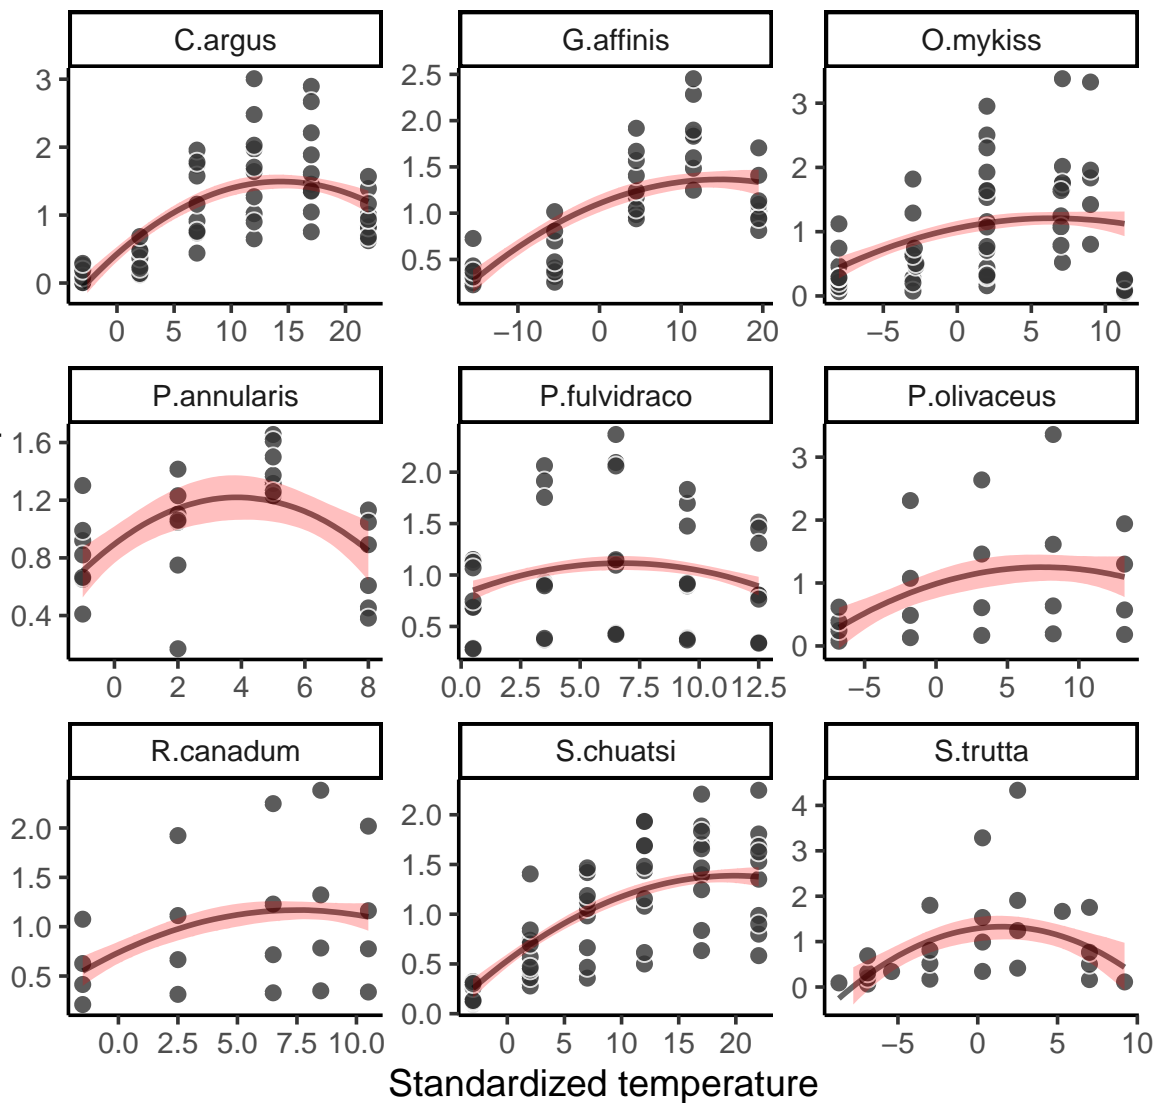 C.argus G.affinis O.mykiss
3 2 1 0
2.5 2.0 1.5 1.0 0.5
3 2 1 0
0 5 10 15 20
−10 0 10 20
−5 0 5 10
P.annularis P.fulvidraco P.olivaceus
1.6 1.2 0.8 0.4
2.0 1.5 1.0 0.5
3 2 1 0
0 2 4 6 8
0.0 2.5 5.0 7.5 10.0 12.5
−5 0 5 10
R.canadum S.chuatsi S.trutta
2.0 1.5 1.0 0.5
2.0 1.5 1.0 0.5 0.0
4 3 2 1 0
0.0 2.5 5.0 7.5 10.0
0 5 10 15 20
−5 0 5 10
Standardized temperature